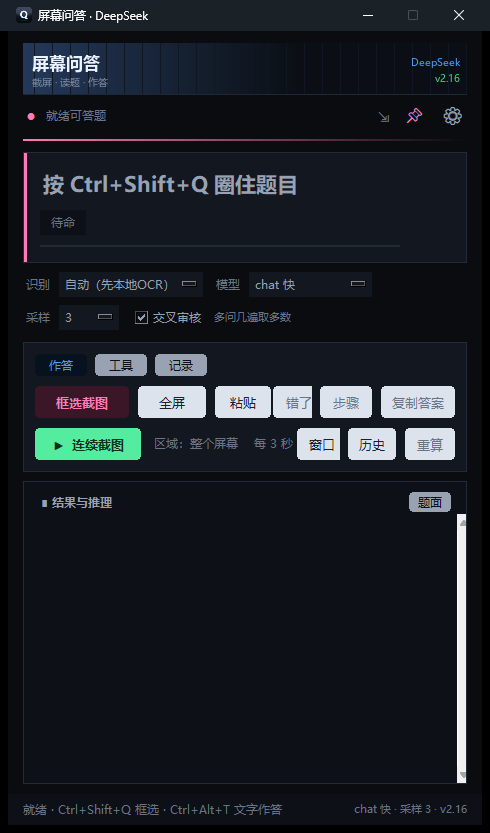 屏幕问答 · DeepSeek
屏幕问答
DeepSeek
截屏 · 读题 · 作答
v2.16
就绪可答题
按 Ctrl+Shift+Q 圈住题目
待命
识别 自动（先本地OCR） 模型 chat 快
采样 3 交叉审核 多问几遍取多数
作答 工具 记录
框选截图 全屏 粘贴 错了 步骤 复制答案
▶ 连续截图 区域：整个屏幕 每 3 秒 窗口 历史 重算
结果与推理 题面
就绪 · Ctrl+Shift+Q 框选 · Ctrl+Alt+T 文字作答 chat 快 · 采样 3 · v2.16